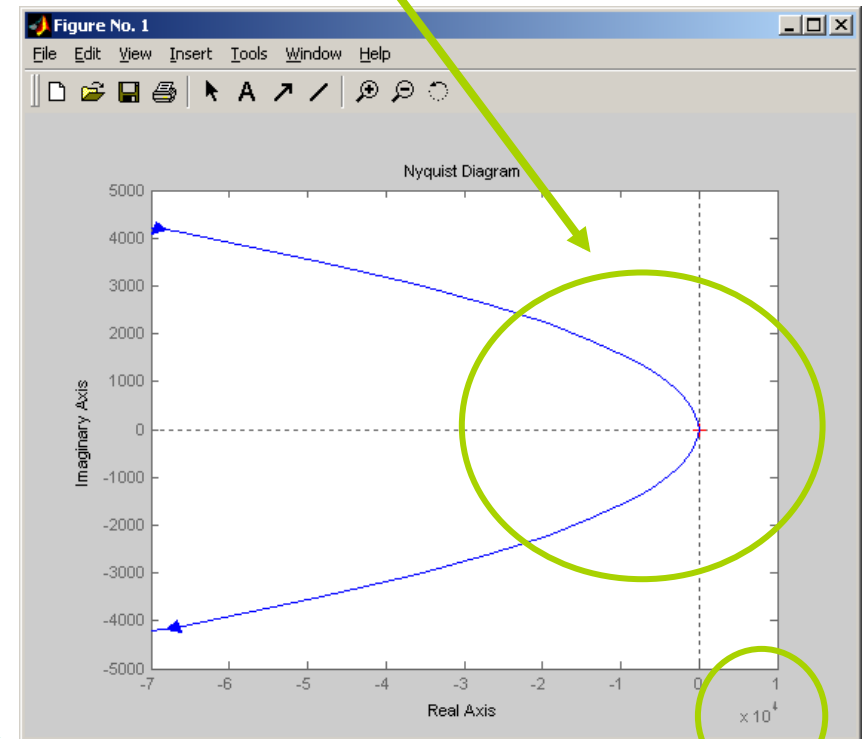 Figure No. 1
File Edit View Insert Tools Window Help
A
Nyquist Diagram
5000
4000
3000
2000
1000
0
-1000
-2000
-3000
-4000
-5000
Imaginary Axis
-7 -6 -5 -4 -3 -2 -1 0 1
Real Axis
x 10^4